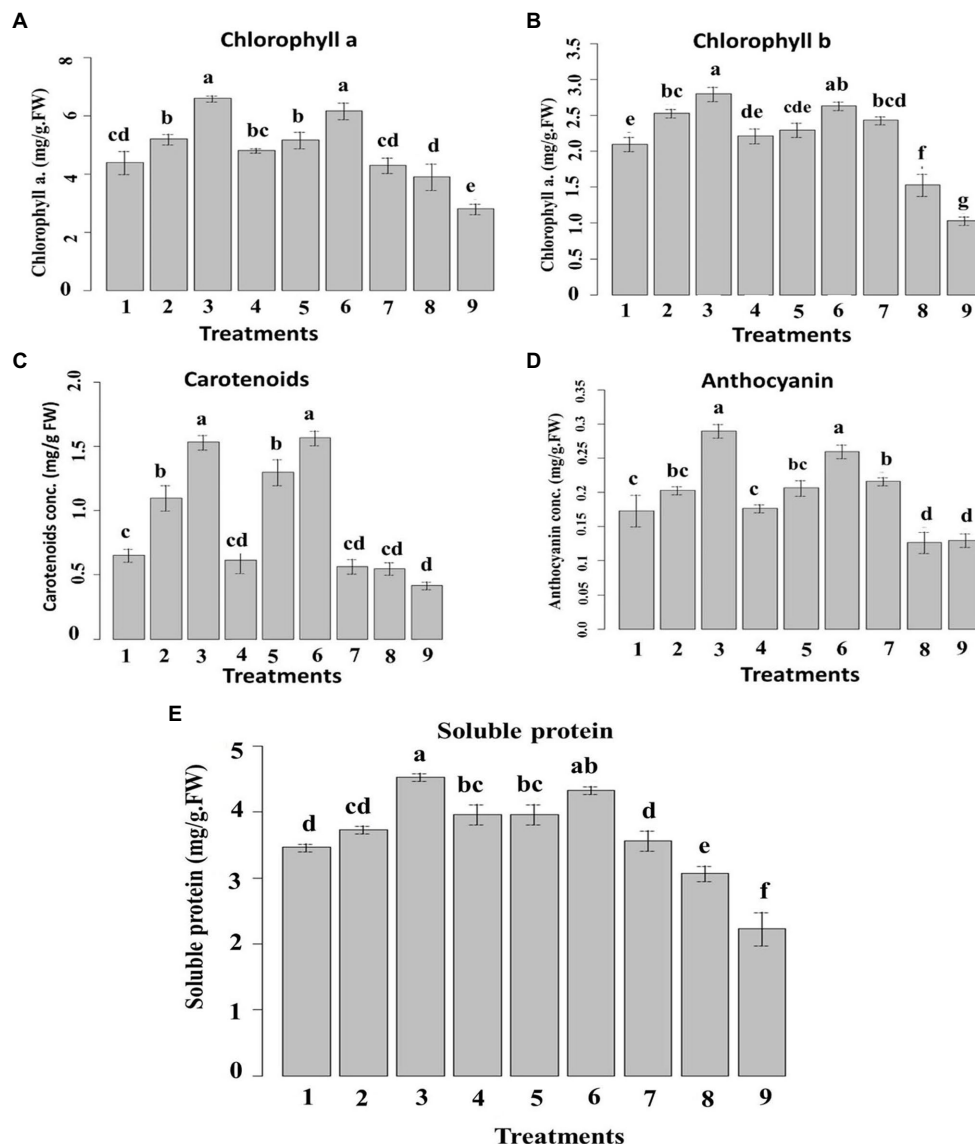 A
Chlorophyll a
Chlorophyll a. (mg/g.FW)
8
6
4
2
0
cd b a bc b a cd d e
1 2 3 4 5 6 7 8 9
Treatments
B
Chlorophyll b
Chlorophyll a. (mg/g.FW)
3.5
3.0
2.5
2.0
1.5
1.0
0.5
0
e bc a de cde ab bcd f g
1 2 3 4 5 6 7 8 9
Treatments
C
Carotenoids
Carotenoids conc. (mg/g FW)
2.0
1.5
1.0
0.5
0
c b a cd b a cd cd d
1 2 3 4 5 6 7 8 9
Treatments
D
Anthocyanin
Anthocyanin conc. (mg/g.FW)
0.35
0.3
0.25
0.2
0.15
0.1
0.05
0.0
c bc a c bc a b d d
1 2 3 4 5 6 7 8 9
Treatments
E
Soluble protein
Soluble protein (mg/g.FW)
5
4
3
2
1
0
d cd a bc bc ab d e f
1 2 3 4 5 6 7 8 9
Treatments